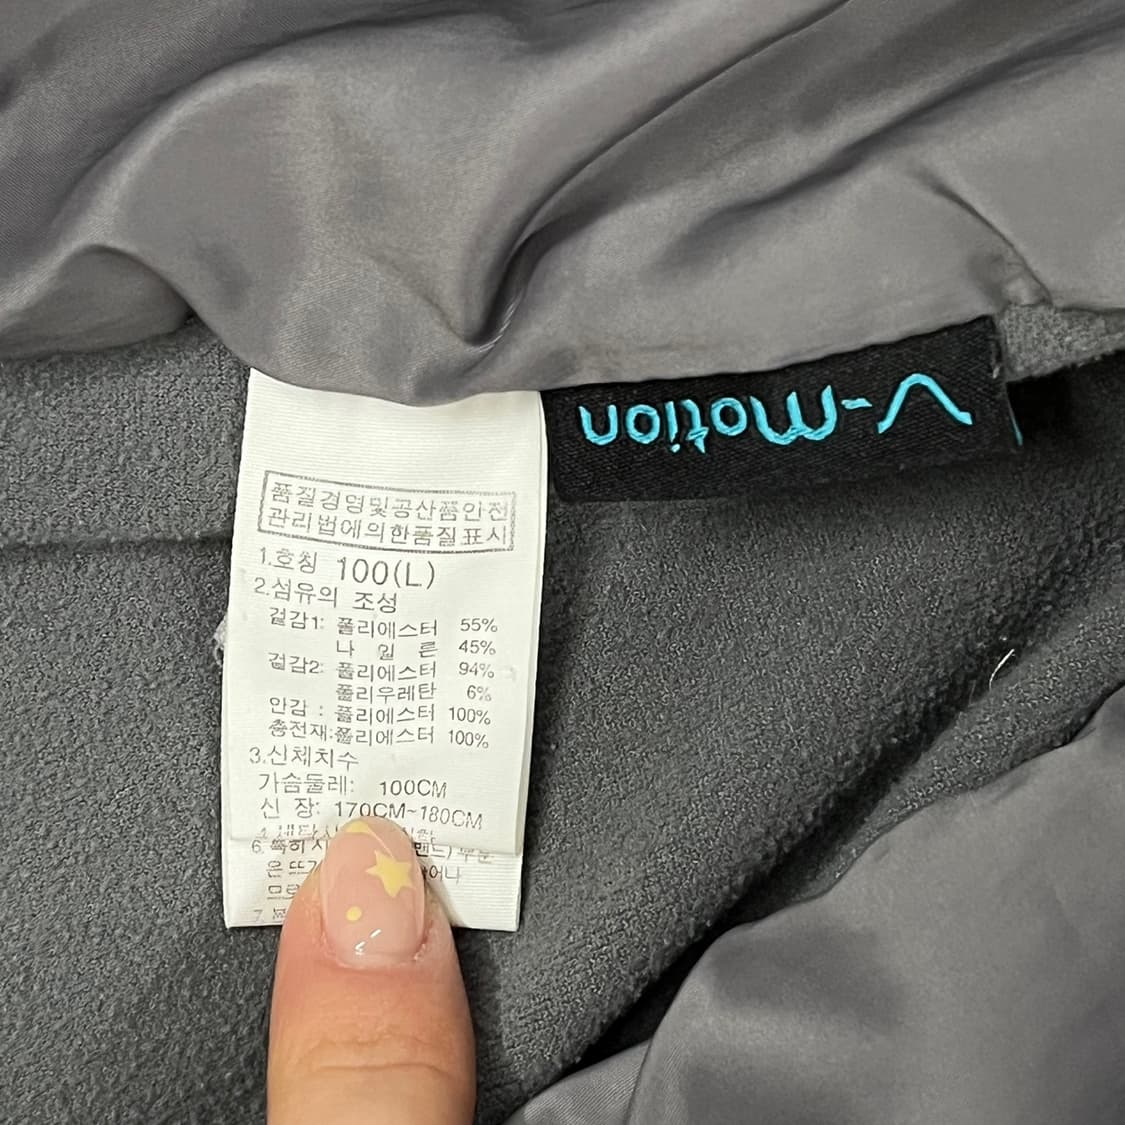 품질경영및공산품안전
관리법에의한품질표시
1.호칭 100(L)
2.섬유의 조성
겉감1: 폴리에스터 55%
나 일 론 45%
겉감2: 폴리에스터 94%
폴리우레탄 6%
안감 : 폴리에스터 100%
충전재:폴리에스터 100%
3.신체치수
가슴둘레: 100CM
신 장: 170CM~180CM
6.
은
7.
V-Motion